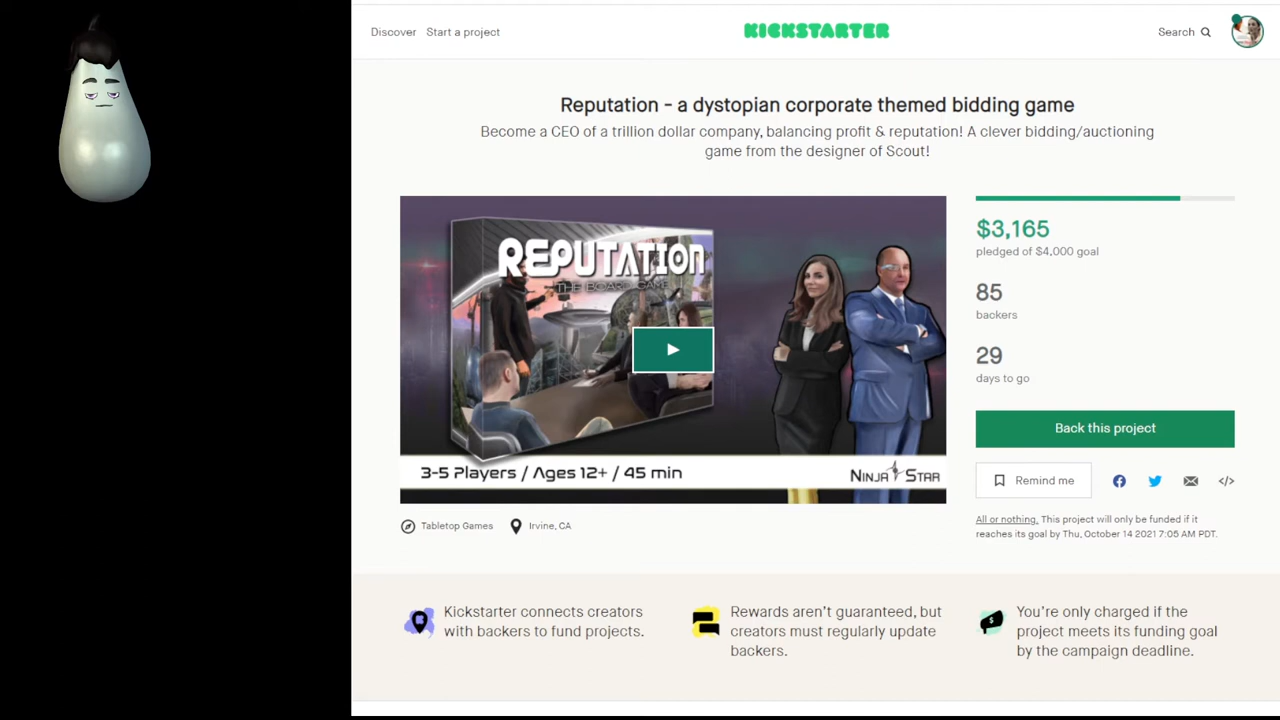 Discover Start a project
KICKSTARTER
Search
Reputation - a dystopian corporate themed bidding game
Become a CEO of a trillion dollar company, balancing profit & reputation! A clever bidding/auctioning
game from the designer of Scout!
REPUTATION
THE BOARD GAME
3-5 Players / Ages 12+ / 45 min
NINJA STAR
Tabletop Games
Irvine, CA
$3,165
pledged of $4,000 goal
85
backers
29
days to go
Back this project
Remind me
All or nothing. This project will only be funded if it
reaches its goal by Thu, October 14 2021 7:05 AM PDT.
Kickstarter connects creators
with backers to fund projects.
Rewards aren't guaranteed, but
creators must regularly update
backers.
You're only charged if the
project meets its funding goal
by the campaign deadline.